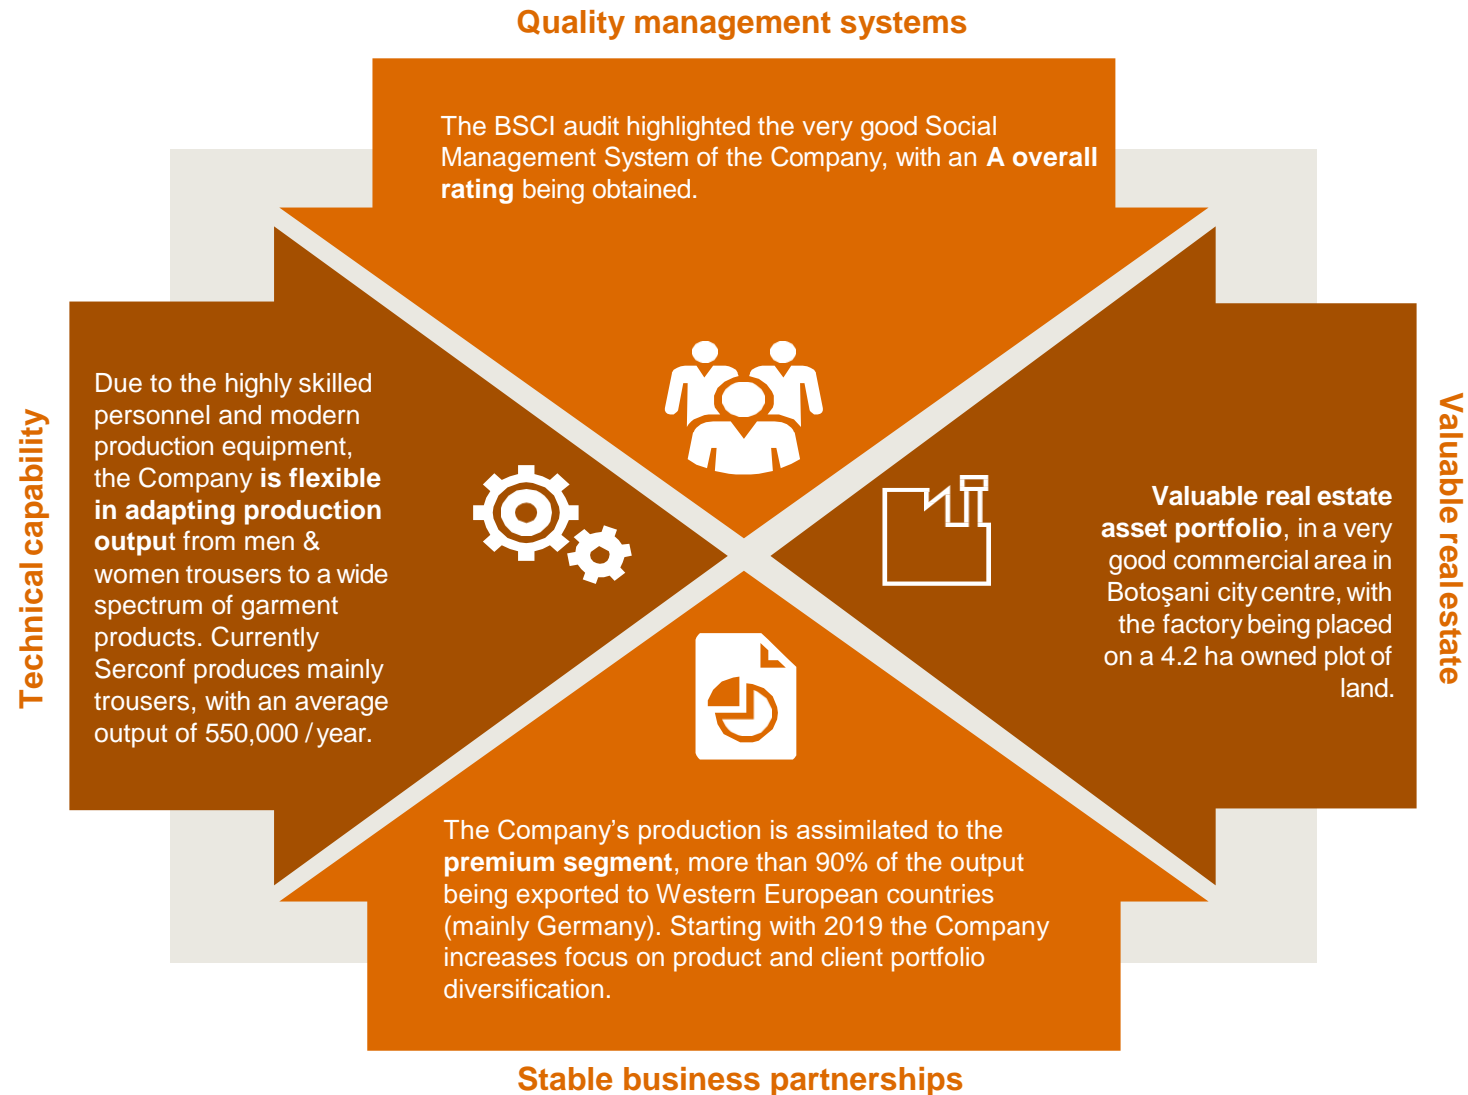 Quality management systems
The BSCI audit highlighted the very good Social
Management System of the Company, with an A overall
rating being obtained.
Technical capability
Due to the highly skilled
personnel and modern
production equipment,
the Company is flexible
in adapting production
output from men &
women trousers to a wide
spectrum of garment
products. Currently
Serconf produces mainly
trousers, with an average
output of 550,000 / year.
Valuable real estate
asset portfolio, in a very
good commercial area in
Botoşani city centre, with
the factory being placed
on a 4.2 ha owned plot of
land.
Valuable real estate
The Company’s production is assimilated to the
premium segment, more than 90% of the output
being exported to Western European countries
(mainly Germany). Starting with 2019 the Company
increases focus on product and client portfolio
diversification.
Stable business partnerships